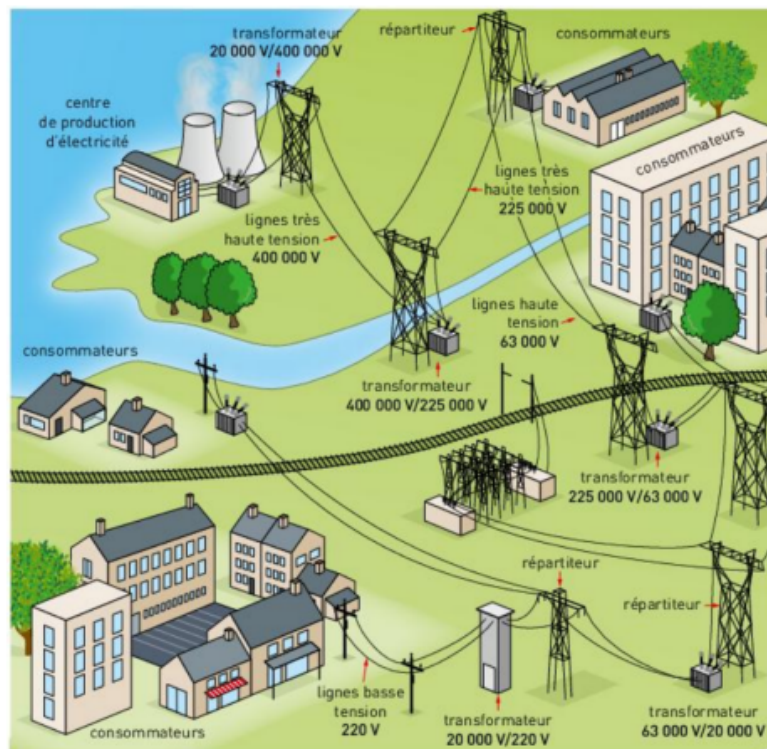 transformateur
20 000 V/400 000 V
répartiteur
consommateurs
centre
de production
d'électricité
consommateurs
lignes très
haute tension
225 000 V
lignes très
haute tension
400 000 V
lignes haute
tension
63 000 V
consommateurs
transformateur
400 000 V/225 000 V
transformateur
225 000 V/63 000 V
répartiteur
répartiteur
lignes basse
tension
220 V
consommateurs
transformateur
20 000 V/220 V
transformateur
63 000 V/20 000 V